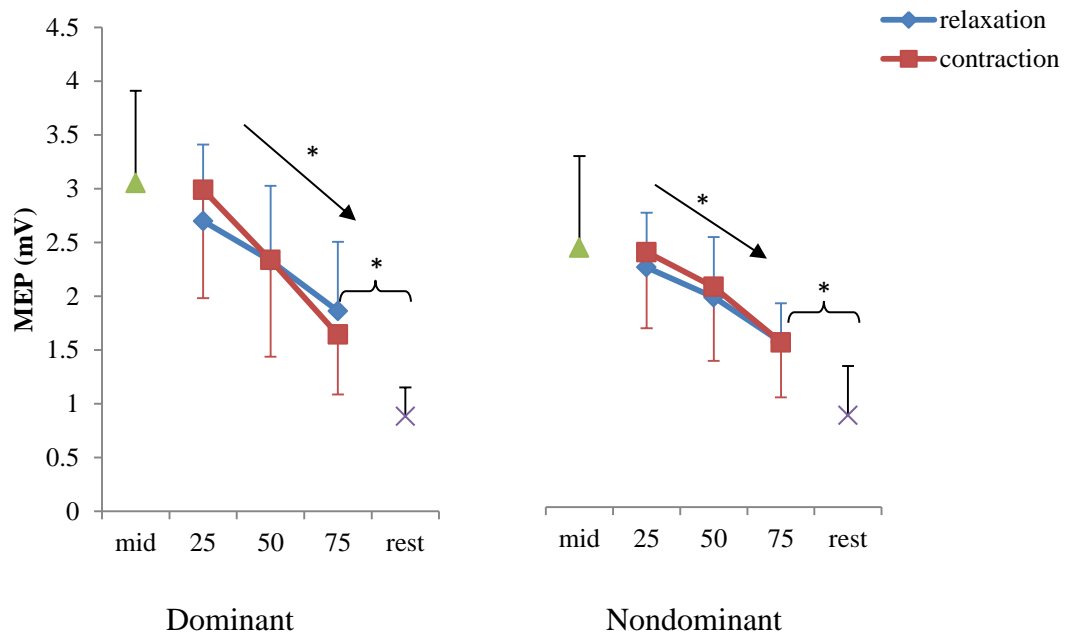 relaxation
contraction
MEP (mV)
4.5
4
3.5
3
2.5
2
1.5
1
0.5
0
*
*
*
*
mid 25 50 75 rest
mid 25 50 75 rest
Dominant
Nondominant